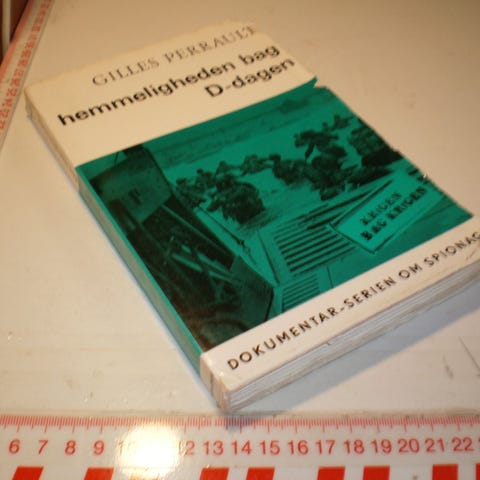 GILLES PERRAULT
hemmeligheden bag
D-dagen
KRIGEN
BAG KRIGEN
DOKUMENTAR-SERIEN OM SPIONAG
6 7 8 9 10 12 13 14 15 16 17 18 19 20 21 22